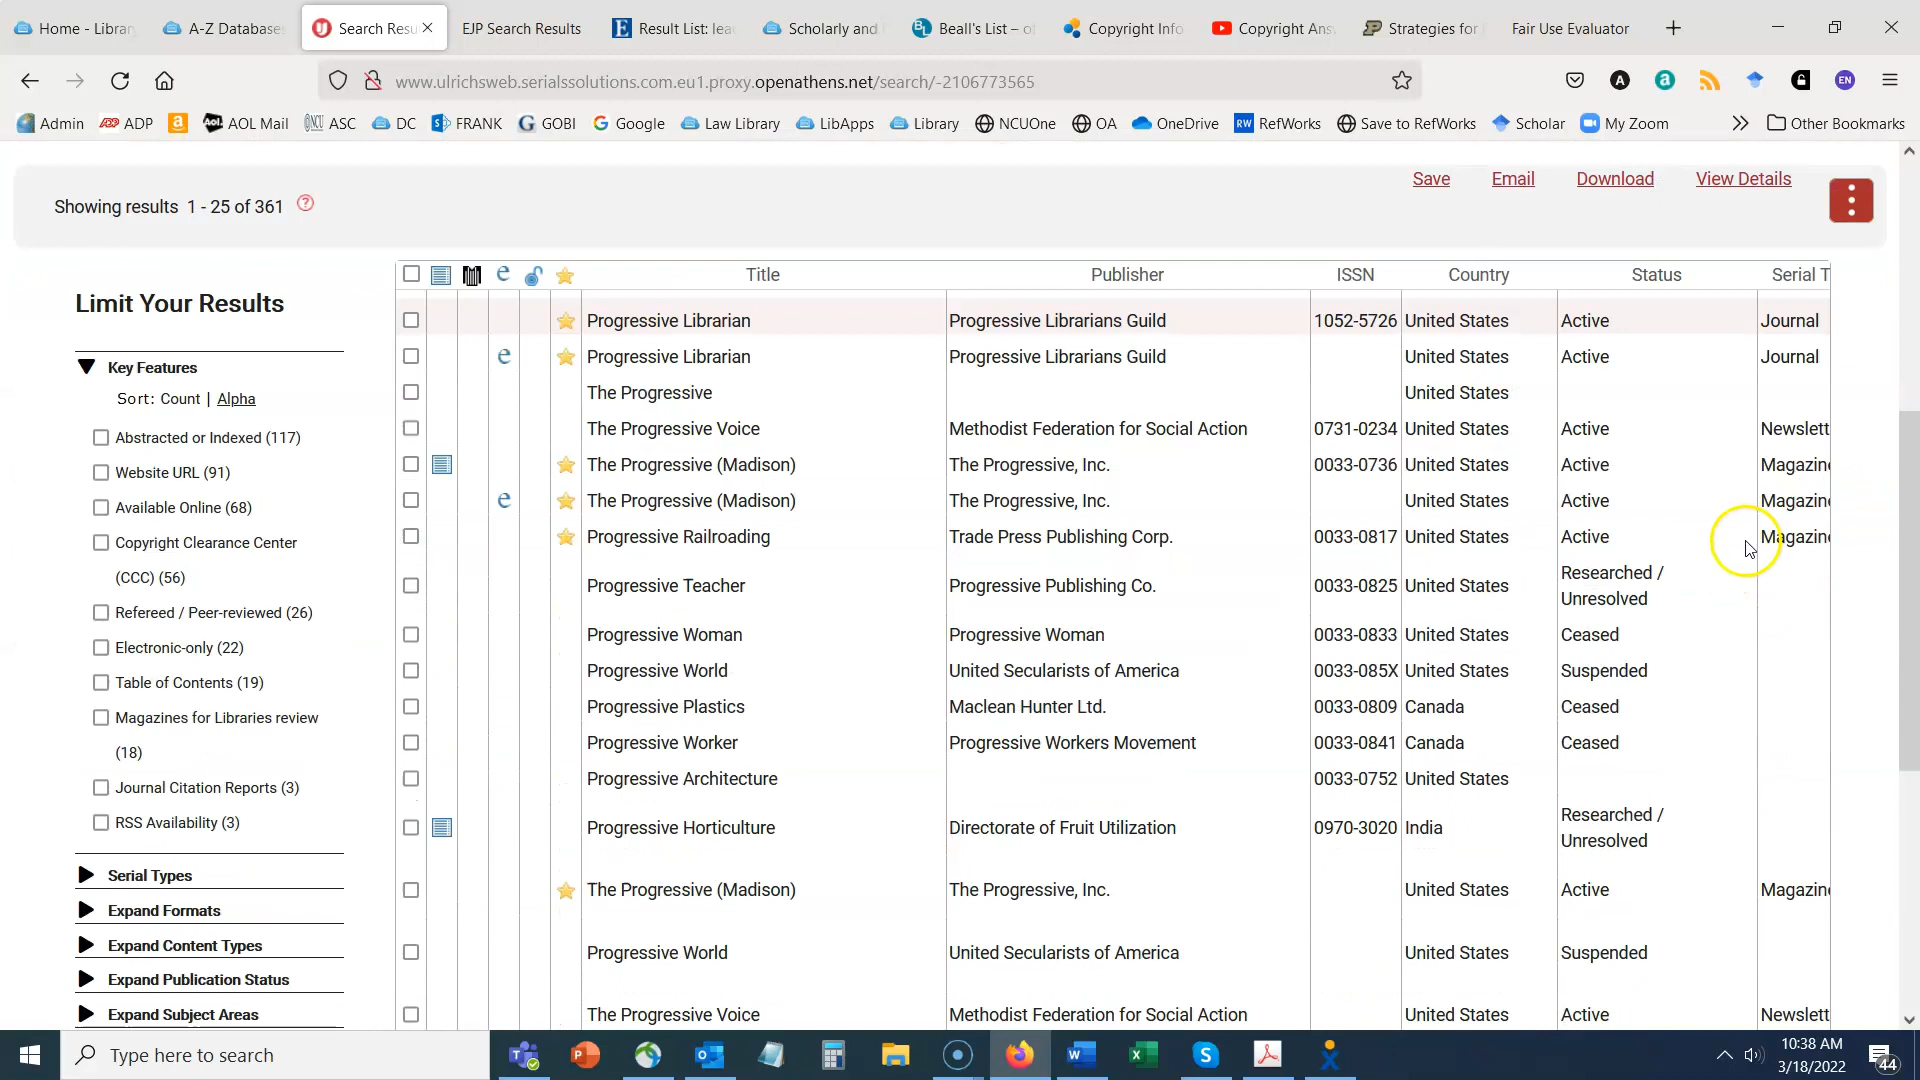 Home - Librar
A-Z Databases
Search Resu
EJP Search Results
Result List: lea
Scholarly and
Beall's List – o
Copyright Info
Copyright Ans
Strategies for
Fair Use Evaluator
www.ulrichsweb.serialssolutions.com.eu1.proxy.openathens.net/search/-2106773565
EN
Admin
ADP
AOL Mail
ASC
DC
FRANK
GOBI
Google
Law Library
LibApps
Library
NCUOne
OA
OneDrive
RefWorks
Save to RefWorks
Scholar
My Zoom
Other Bookmarks
Showing results 1 - 25 of 361
Save Email Download View Details
Title Publisher ISSN Country Status Serial T
Progressive Librarian Progressive Librarians Guild 1052-5726 United States Active Journal
Progressive Librarian Progressive Librarians Guild United States Active Journal
The Progressive United States
The Progressive Voice Methodist Federation for Social Action 0731-0234 United States Active Newslett
The Progressive (Madison) The Progressive, Inc. 0033-0736 United States Active Magazine
The Progressive (Madison) The Progressive, Inc. United States Active Magazine
Progressive Railroading Trade Press Publishing Corp. 0033-0817 United States Active Magazine
Progressive Teacher Progressive Publishing Co. 0033-0825 United States Researched /
Unresolved
Progressive Woman Progressive Woman 0033-0833 United States Ceased
Progressive World United Secularists of America 0033-085X United States Suspended
Progressive Plastics Maclean Hunter Ltd. 0033-0809 Canada Ceased
Progressive Worker Progressive Workers Movement 0033-0841 Canada Ceased
Progressive Architecture 0033-0752 United States
Progressive Horticulture Directorate of Fruit Utilization 0970-3020 India Researched /
Unresolved
The Progressive (Madison) The Progressive, Inc. United States Active Magazine
Progressive World United Secularists of America United States Suspended
The Progressive Voice Methodist Federation for Social Action United States Active Newslett
Limit Your Results
Key Features
Sort: Count | Alpha
Abstracted or Indexed (117)
Website URL (91)
Available Online (68)
Copyright Clearance Center
(CCC) (56)
Refereed / Peer-reviewed (26)
Electronic-only (22)
Table of Contents (19)
Magazines for Libraries review
(18)
Journal Citation Reports (3)
RSS Availability (3)
Serial Types
Expand Formats
Expand Content Types
Expand Publication Status
Expand Subject Areas
Type here to search
10:38 AM
3/18/2022
44